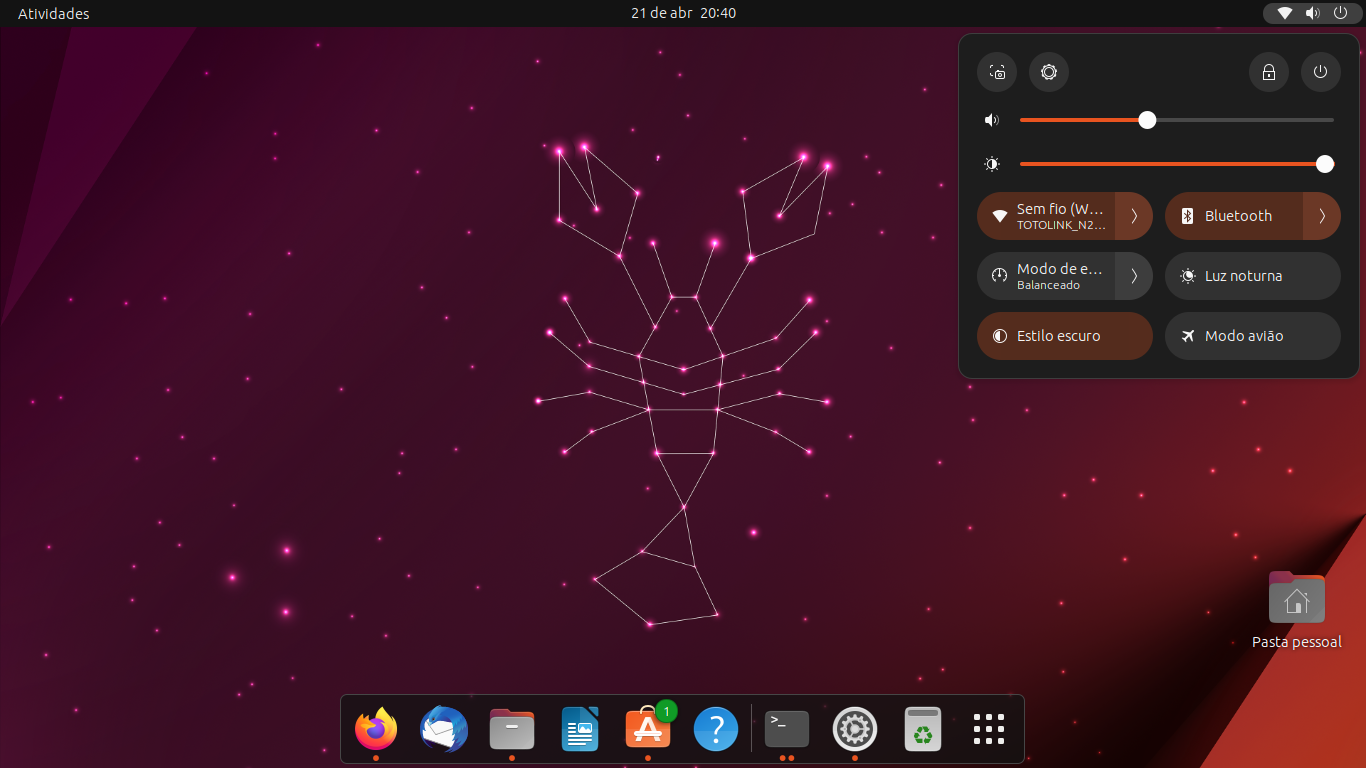 Atividades
21 de abr 20:40
Sem fio (W...
TOTOLINK_N2...
Bluetooth
Modo de e...
Balanceado
Luz noturna
Estilo escuro
Modo avião
Pasta pessoal
1
>_
?